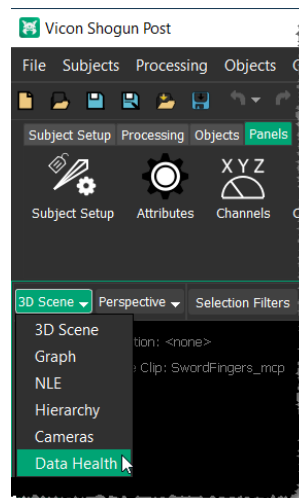 Vicon Shogun Post
File Subjects Processing Objects
Subject Setup Processing Objects Panels
XYZ
Subject Setup Attributes Channels
3D Scene Perspective Selection Filters
3D Scene
Graph
NLE
Hierarchy
Cameras
Data Health
tion: <none>
Clip: SwordFingers_mcp